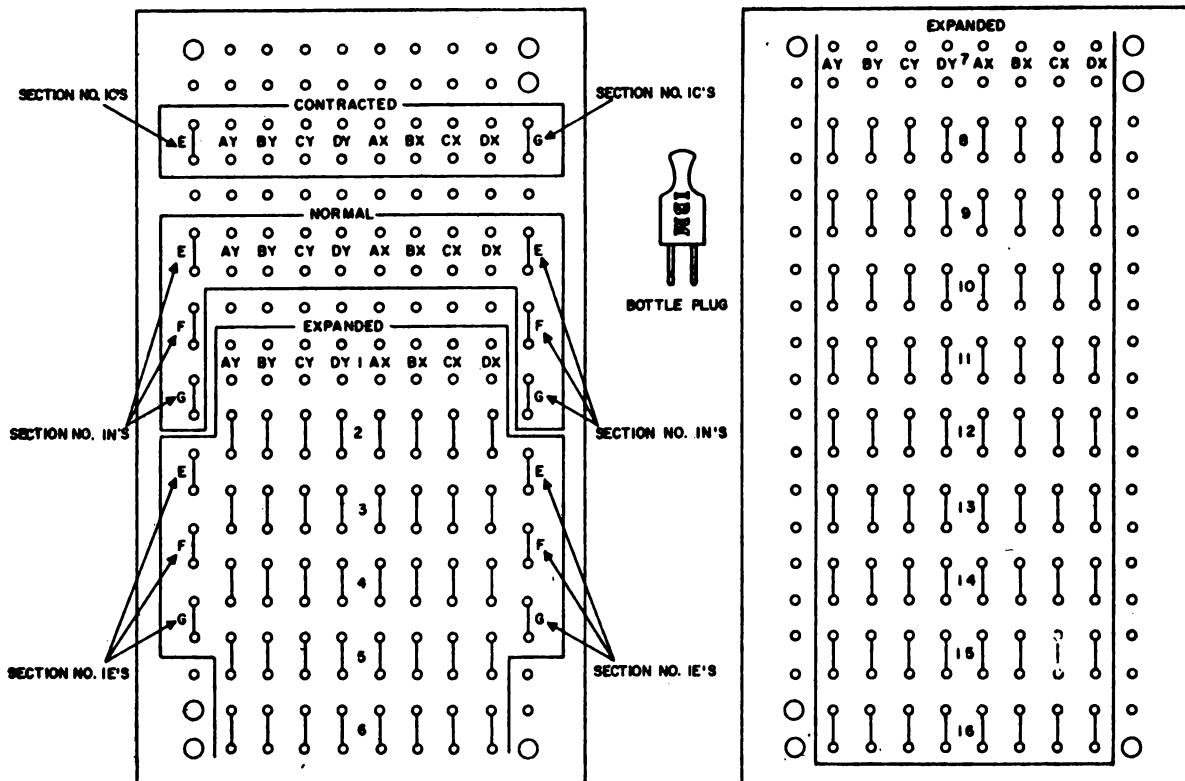 SECTION NO. IC'S
SECTION NO. IC'S
CONTRACTED
E AY BY CY DY AX BX CX DX G
NORMAL
E AY BY CY DY AX BX CX DX E
F F
EXPANDED
AY BY CY DY 1 AX BX CX DX
G G
SECTION NO. IN'S
SECTION NO. IN'S
2
E E
3
F F
4
G G
5
SECTION NO. IE'S
SECTION NO. IE'S
6
IBM
BOTTLE PLUG
EXPANDED
AY BY CY DY 7 AX BX CX DX
8
9
10
11
12
13
14
15
16